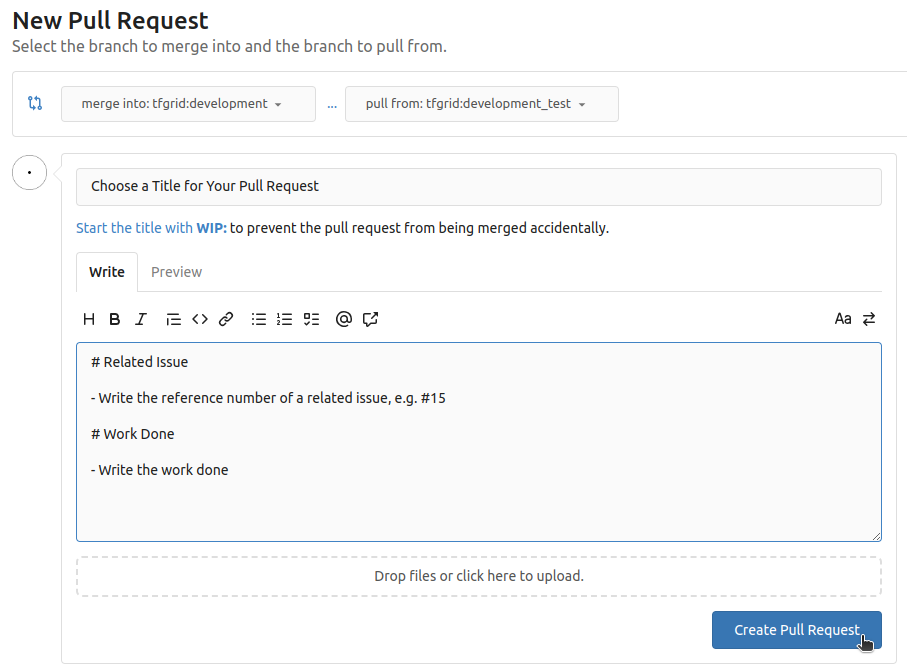 New Pull Request
Select the branch to merge into and the branch to pull from.
merge into: tfgrid:development ... pull from: tfgrid:development_test
Choose a Title for Your Pull Request
Start the title with WIP: to prevent the pull request from being merged accidentally.
Write Preview
H B I @ Aa
# Related Issue
- Write the reference number of a related issue, e.g. #15
# Work Done
- Write the work done
Drop files or click here to upload.
Create Pull Request